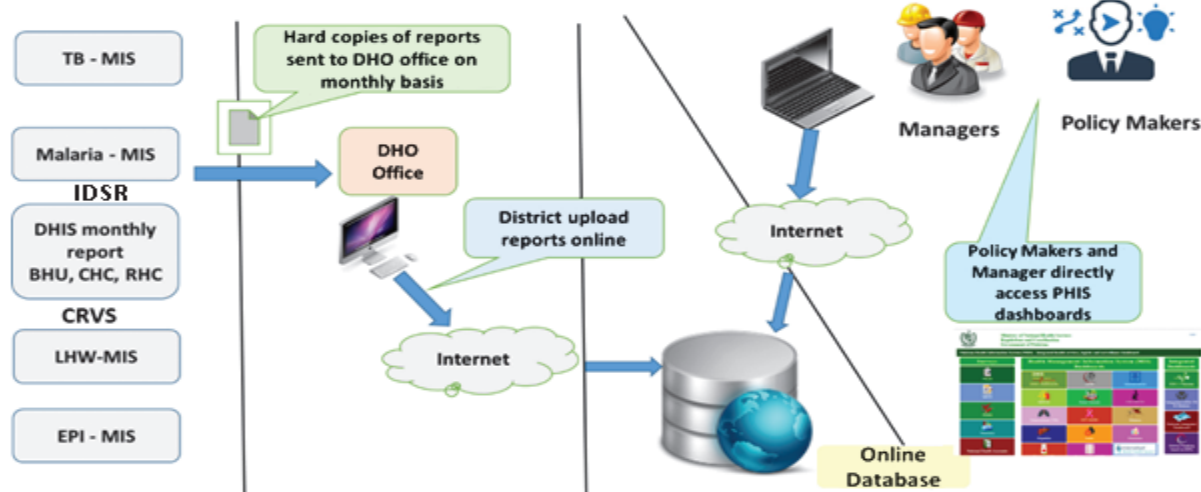 TB - MIS
Malaria - MIS
IDSR
DHIS monthly
report
BHU, CHC, RHC
CRVS
LHW-MIS
EPI - MIS
Hard copies of reports
sent to DHO office on
monthly basis
DHO
Office
District upload
reports online
Internet
Internet
Online
Database
Managers
Policy Makers
Policy Makers and
Manager directly
access PHIS
dashboards